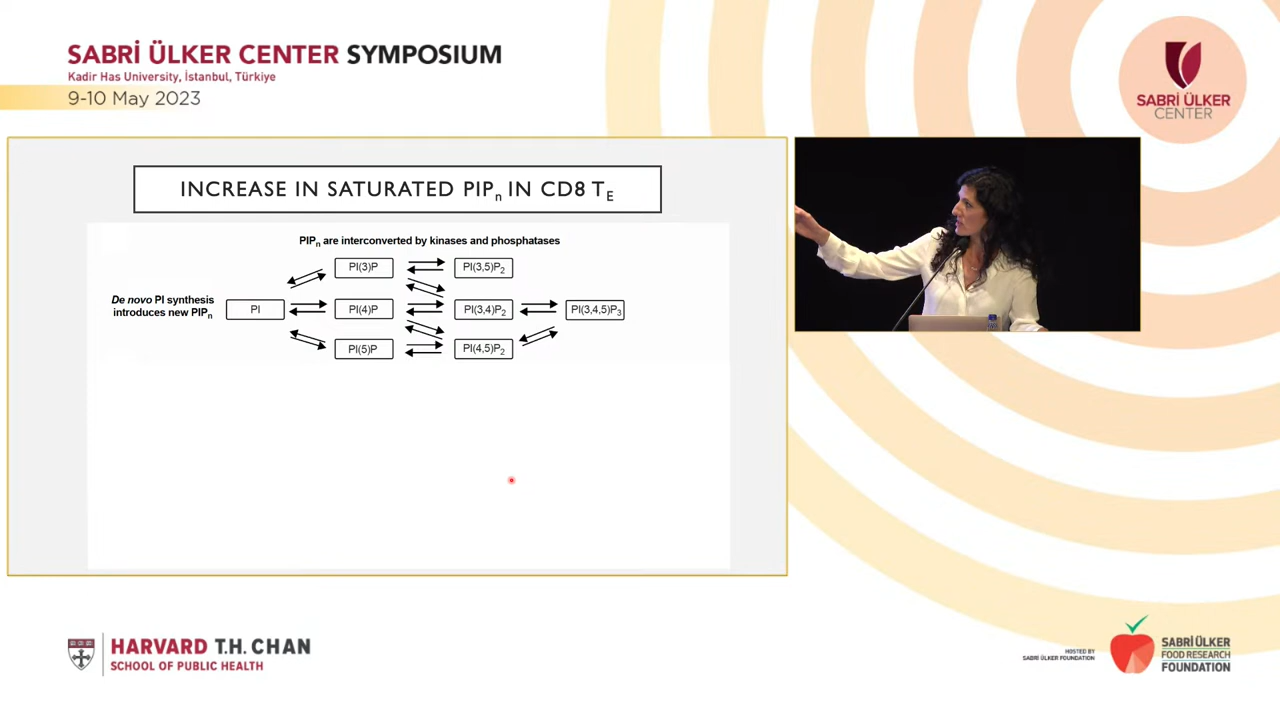 SABRİ ÜLKER CENTER SYMPOSIUM
Kadir Has University, İstanbul, Türkiye
9-10 May 2023
SABRİ ÜLKER
CENTER
INCREASE IN SATURATED PIPn IN CD8 TE
PIPn are interconverted by kinases and phosphatases
PI(3)P
PI(3,5)P2
De novo PI synthesis
introduces new PIPn
PI
PI(4)P
PI(3,4)P2
PI(3,4,5)P3
PI(5)P
PI(4,5)P2
HARVARD T.H. CHAN
SCHOOL OF PUBLIC HEALTH
HOSTED BY
SABRİ ÜLKER FOUNDATION
SABRİ ÜLKER
FOOD RESEARCH
FOUNDATION